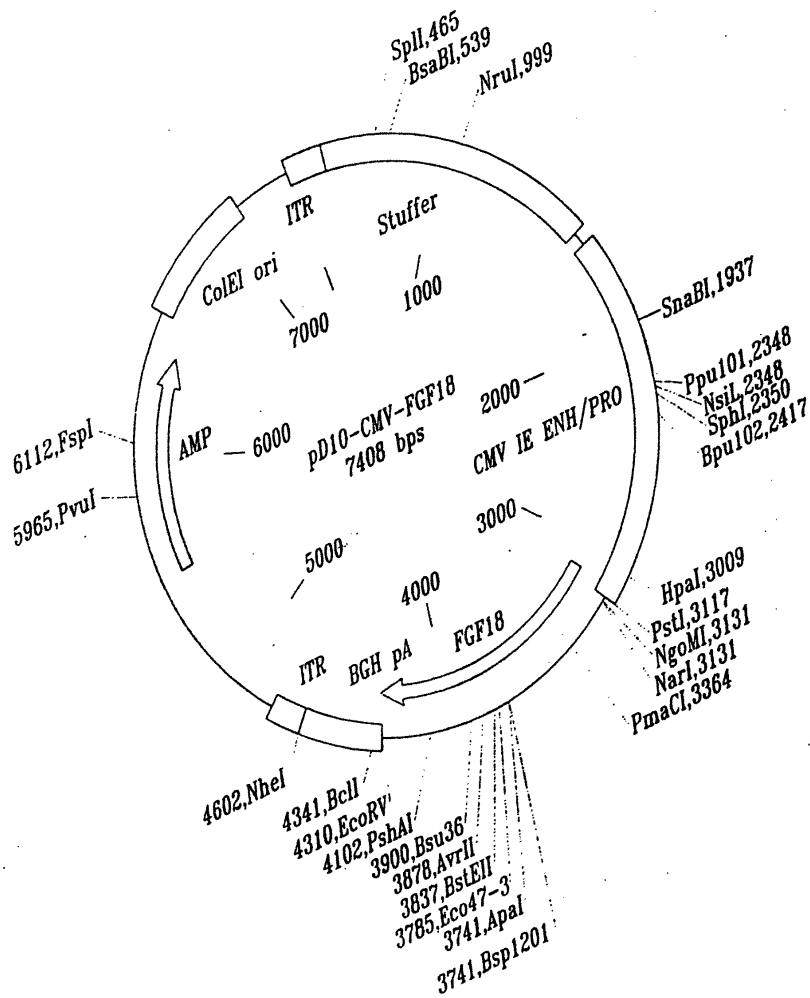 SplI,465
BsaBI,539
NruI,999
ITR
Stuffer
ColEI ori
7000
1000
SnaBI,1937
2000
Ppu101,2348
NsiI,2348
SphI,2350
Bpu102,2417
pD10-CMV-FGF18
7408 bps
CMV IE ENH/PRO
AMP
6000
6112,FspI
5965,PvuI
3000
5000
4000
HpaI,3009
PstI,3117
NgoMI,3131
NarI,3131
PmaCI,3364
FGF18
BGH pA
ITR
4602,NheI
4341,BclI
4310,EcoRV
4102,PshAI
3900,Bsu36
3878,AvrII
3837,BstEII
3785,Eco47-3
3741,ApaI
3741,Bsp1201